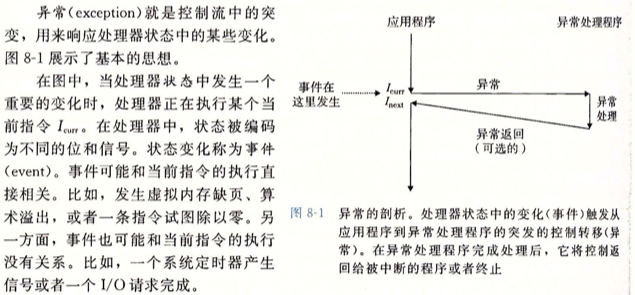 异常(exception)就是控制流中的突
变，用来响应处理器状态中的某些变化。
图 8-1 展示了基本的思想。
在图中，当处理器状态中发生一个
重要的变化时，处理器正在执行某个当
前指令 Icurr。在处理器中，状态被编码
为不同的位和信号。状态变化称为事件
(event)。事件可能和当前指令的执行直
接相关。比如，发生虚拟内存缺页、算
术溢出，或者一条指令试图除以零。另
一方面，事件也可能和当前指令的执行
没有关系。比如，一个系统定时器产生
信号或者一个 I/O 请求完成。
应用程序
异常处理程序
事件在
这里发生
Icurr
Inext
异常
异常
处理
异常返回
(可选的)
图 8-1 异常的剖析。处理器状态中的变化(事件)触发从
应用程序到异常处理程序的突发的控制转移(异
常)。在异常处理程序完成处理后，它将控制返
回给被中断的程序或者终止